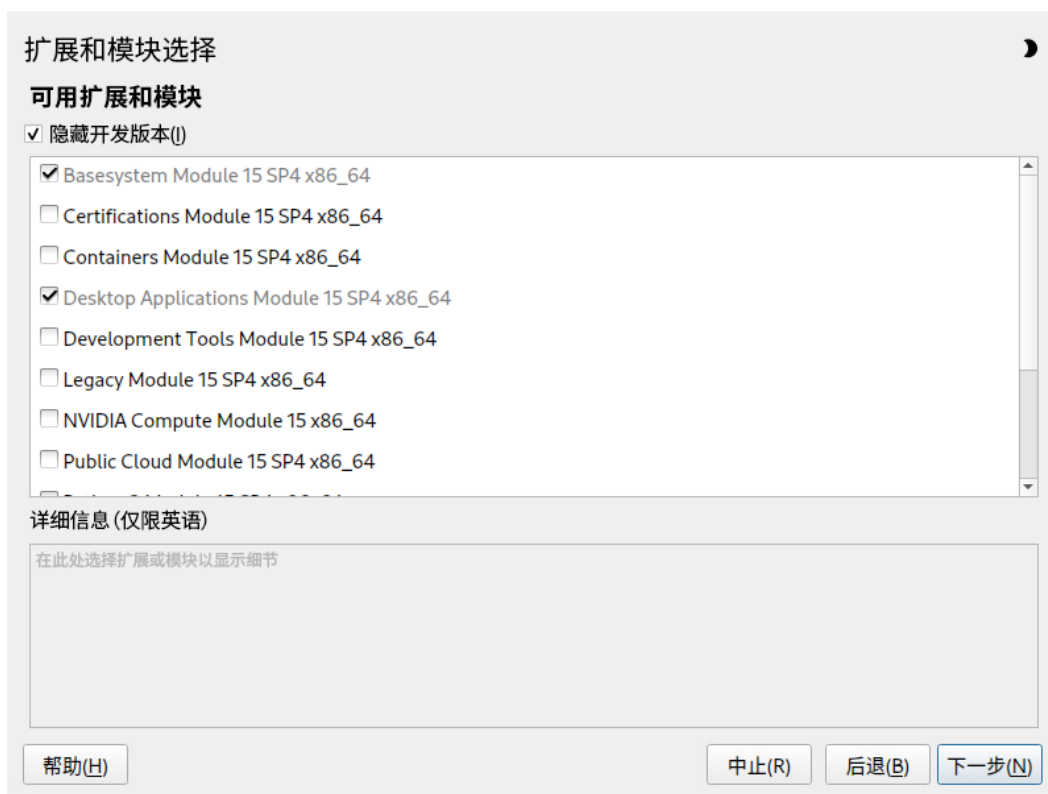 扩展和模块选择
可用扩展和模块
隐藏开发版本(I)
Basesystem Module 15 SP4 x86_64
Certifications Module 15 SP4 x86_64
Containers Module 15 SP4 x86_64
Desktop Applications Module 15 SP4 x86_64
Development Tools Module 15 SP4 x86_64
Legacy Module 15 SP4 x86_64
NVIDIA Compute Module 15 x86_64
Public Cloud Module 15 SP4 x86_64
详细信息(仅限英语)
在此处选择扩展或模块以显示细节
帮助(H) 中止(R) 后退(B) 下一步(N)